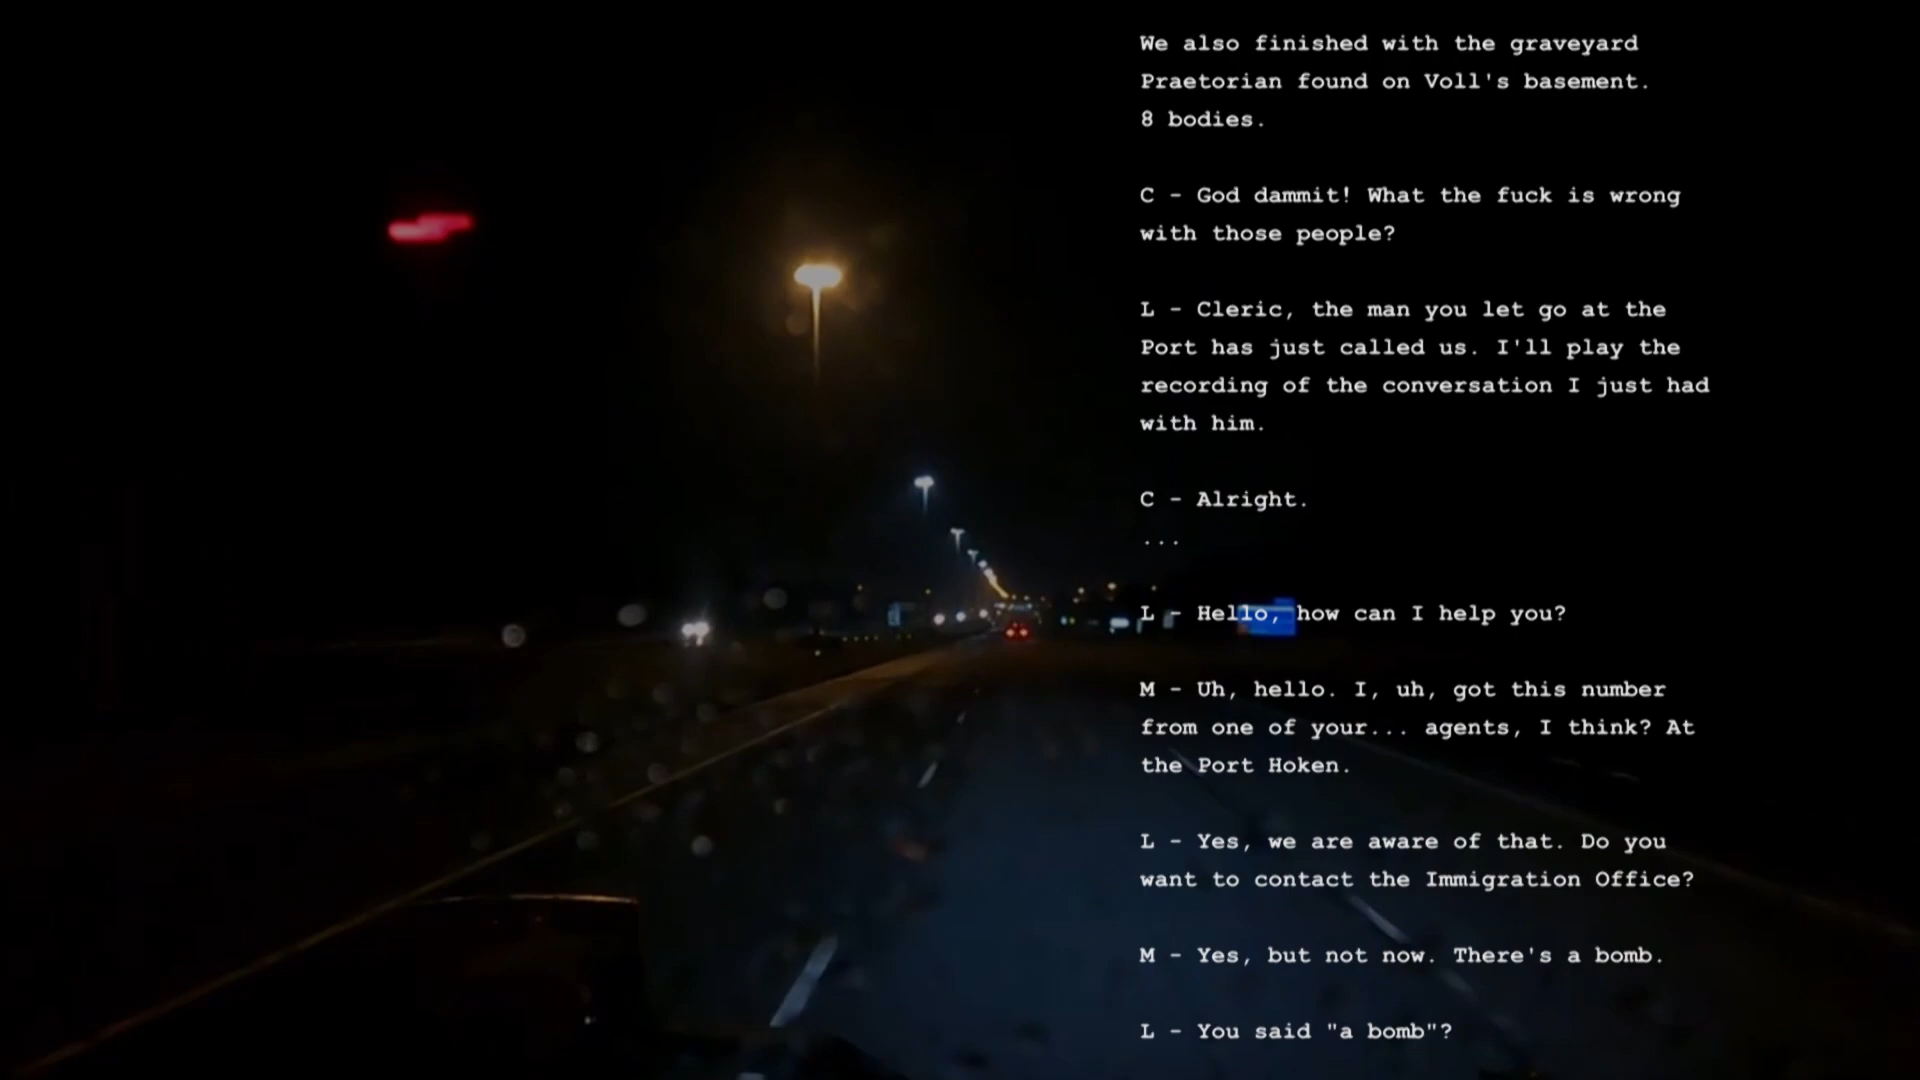 We also finished with the graveyard
Praetorian found on Voll's basement.
8 bodies.
C - God dammit! What the fuck is wrong
with those people?
L - Cleric, the man you let go at the
Port has just called us. I'll play the
recording of the conversation I just had
with him.
C - Alright.
...
L - Hello, how can I help you?
M - Uh, hello. I, uh, got this number
from one of your... agents, I think? At
the Port Hoken.
L - Yes, we are aware of that. Do you
want to contact the Immigration Office?
M - Yes, but not now. There's a bomb.
L - You said "a bomb"?